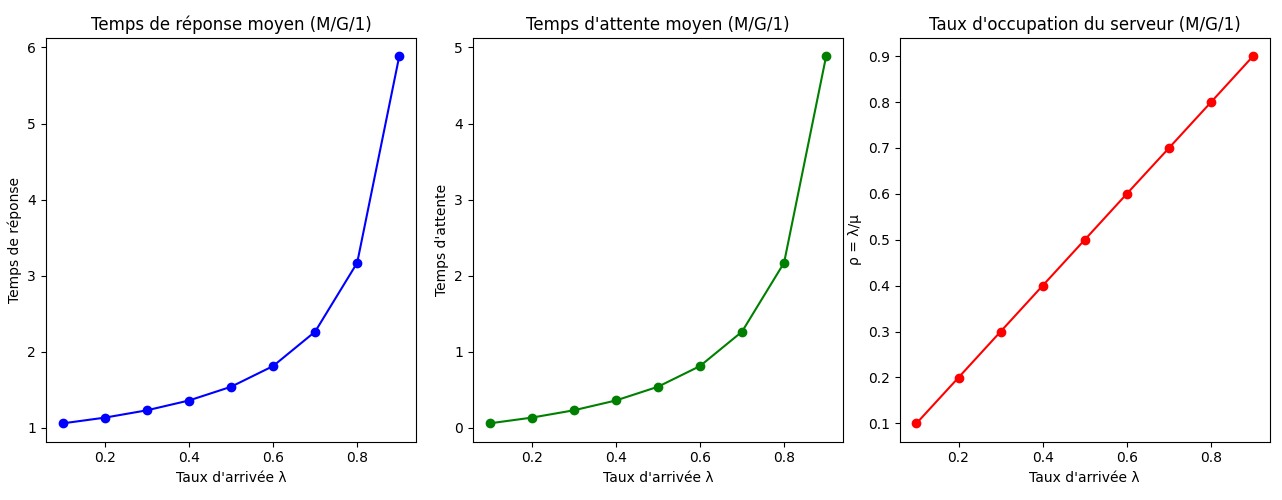 Temps de réponse moyen (M/G/1)
Temps de réponse
6
5
4
3
2
1
0.2 0.4 0.6 0.8
Taux d'arrivée λ
Temps d'attente moyen (M/G/1)
Temps d'attente
5
4
3
2
1
0
0.2 0.4 0.6 0.8
Taux d'arrivée λ
Taux d'occupation du serveur (M/G/1)
ρ = λ/μ
0.9
0.8
0.7
0.6
0.5
0.4
0.3
0.2
0.1
0.2 0.4 0.6 0.8
Taux d'arrivée λ